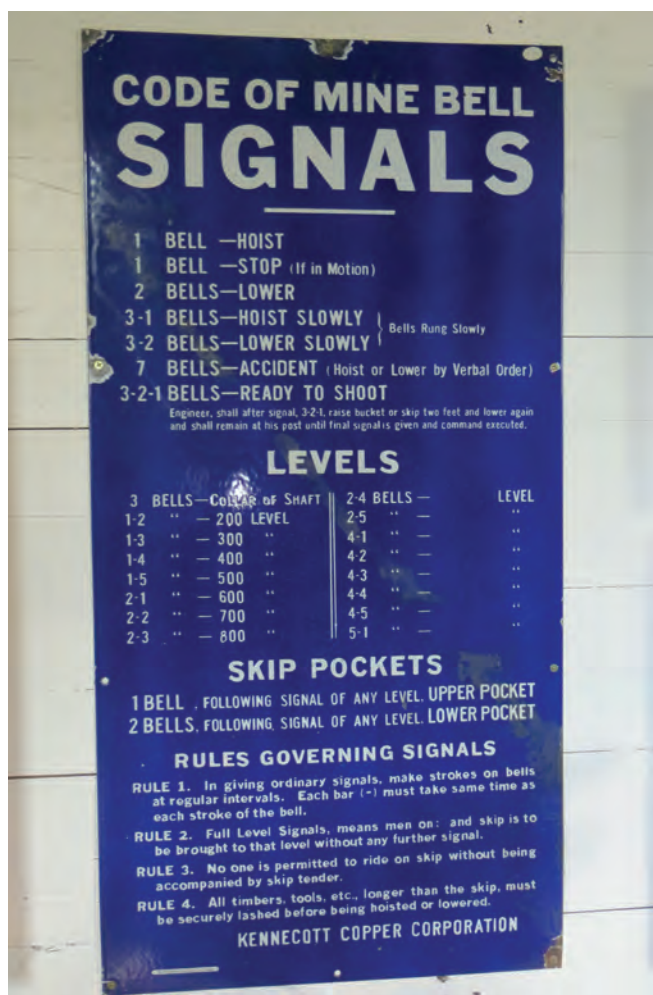 CODE OF MINE BELL
SIGNALS
1 BELL —HOIST
1 BELL —STOP (If in Motion)
2 BELLS—LOWER
3-1 BELLS—HOIST SLOWLY
3-2 BELLS—LOWER SLOWLY
Bells Rung Slowly
7 BELLS—ACCIDENT (Hoist or Lower by Verbal Order)
3-2-1 BELLS—READY TO SHOOT
Engineer, shall after signal, 3-2-1, raise bucket or skip two feet and lower again
and shall remain at his post until final signal is given and command executed.
LEVELS
3 BELLS—COLLAR OF SHAFT
1-2 " — 200 LEVEL
1-3 " — 300 "
1-4 " — 400 "
1-5 " — 500 "
2-1 " — 600 "
2-2 " — 700 "
2-3 " — 800 "
2-4 BELLS — LEVEL
2-5 " — "
4-1 " — "
4-2 " — "
4-3 " — "
4-4 " — "
4-5 " — "
5-1 " — "
SKIP POCKETS
1 BELL , FOLLOWING SIGNAL OF ANY LEVEL, UPPER POCKET
2 BELLS, FOLLOWING SIGNAL OF ANY LEVEL, LOWER POCKET
RULES GOVERNING SIGNALS
RULE 1. In giving ordinary signals, make strokes on bells
at regular intervals. Each bar (-) must take same time as
each stroke of the bell.
RULE 2. Full Level Signals, means men on: and skip is to
be brought to that level without any further signal.
RULE 3. No one is permitted to ride on skip without being
accompanied by skip tender.
RULE 4. All timbers, tools, etc., longer than the skip, must
be securely lashed before being hoisted or lowered.
KENNECOTT COPPER CORPORATION